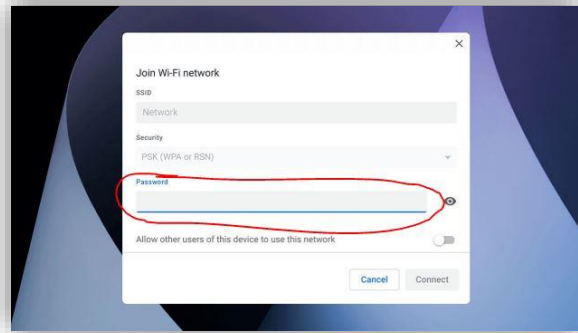 Join Wi-Fi network
SSID
Network
Security
PSK (WPA or RSN)
Password
Allow other users of this device to use this network
Cancel Connect